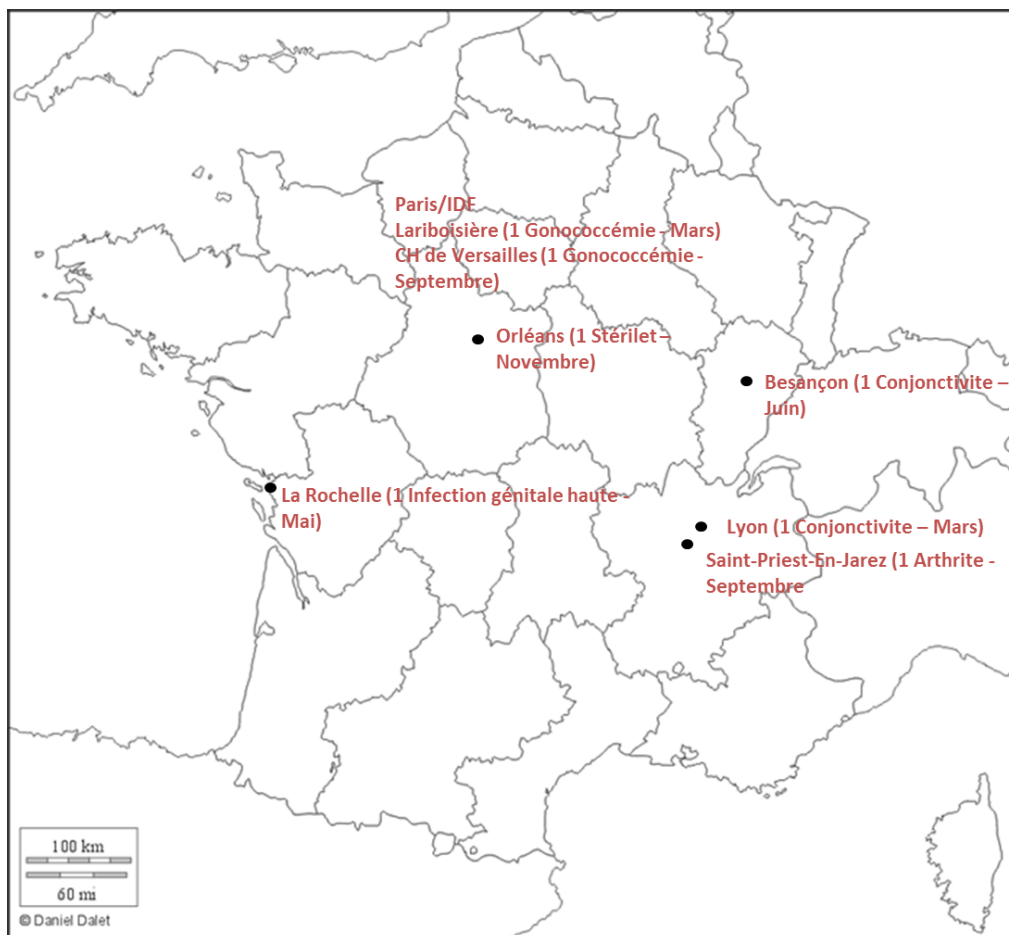 Paris/IDF
Lariboisière (1 Gonococcémie - Mars)
CH de Versailles (1 Gonococcémie -
Septembre)
Orléans (1 Stérilet –
Novembre)
Besançon (1 Conjonctivite –
Juin)
La Rochelle (1 Infection génitale haute -
Mai)
Lyon (1 Conjonctivite – Mars)
Saint-Priest-En-Jarez (1 Arthrite -
Septembre
100 km
60 mi
© Daniel Dalet